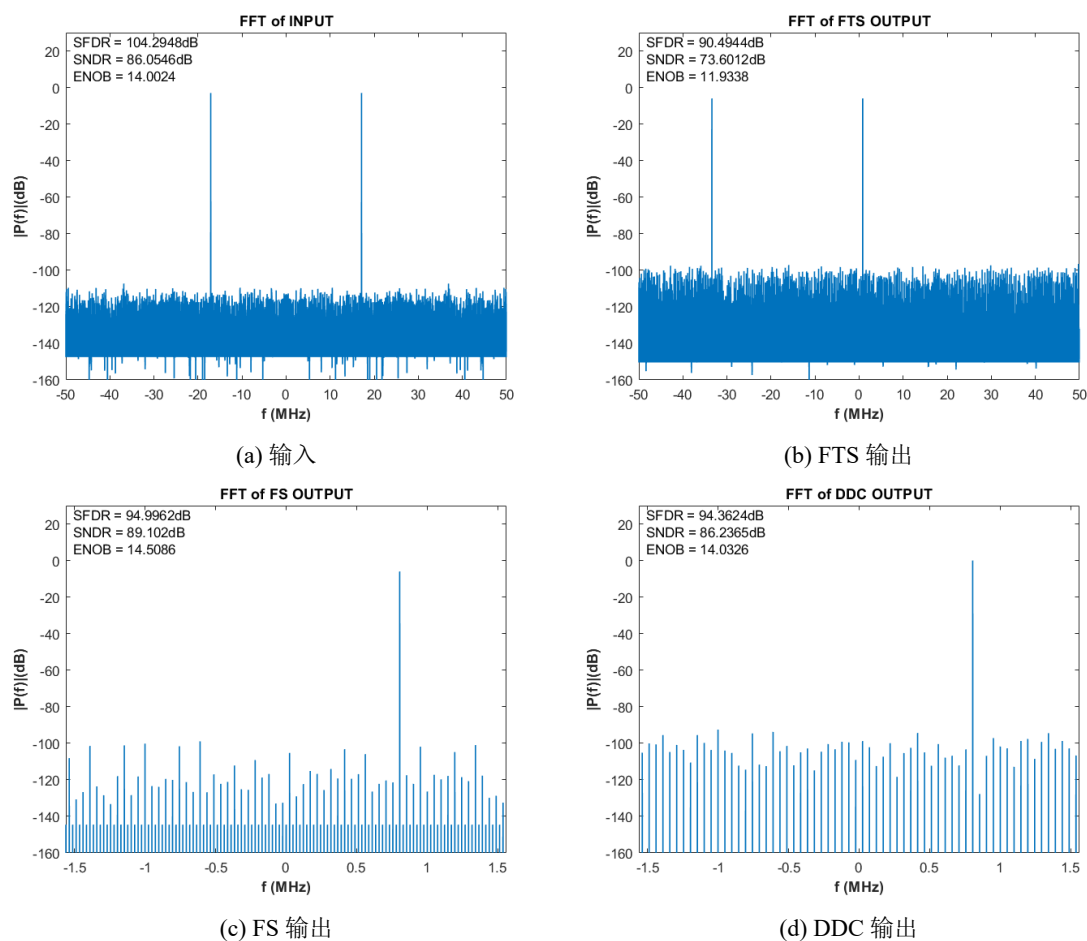 FFT of INPUT
SFDR = 104.2948dB
SNDR = 86.0546dB
ENOB = 14.0024
|P(f)|(dB)
20
0
-20
-40
-60
-80
-100
-120
-140
-160
-50 -40 -30 -20 -10 0 10 20 30 40 50
f (MHz)
(a) 输入
FFT of FTS OUTPUT
SFDR = 90.4944dB
SNDR = 73.6012dB
ENOB = 11.9338
|P(f)|(dB)
20
0
-20
-40
-60
-80
-100
-120
-140
-160
-50 -40 -30 -20 -10 0 10 20 30 40 50
f (MHz)
(b) FTS 输出
FFT of FS OUTPUT
SFDR = 94.9962dB
SNDR = 89.102dB
ENOB = 14.5086
|P(f)|(dB)
20
0
-20
-40
-60
-80
-100
-120
-140
-160
-1.5 -1 -0.5 0 0.5 1 1.5
f (MHz)
(c) FS 输出
FFT of DDC OUTPUT
SFDR = 94.3624dB
SNDR = 86.2365dB
ENOB = 14.0326
|P(f)|(dB)
20
0
-20
-40
-60
-80
-100
-120
-140
-160
-1.5 -1 -0.5 0 0.5 1 1.5
f (MHz)
(d) DDC 输出